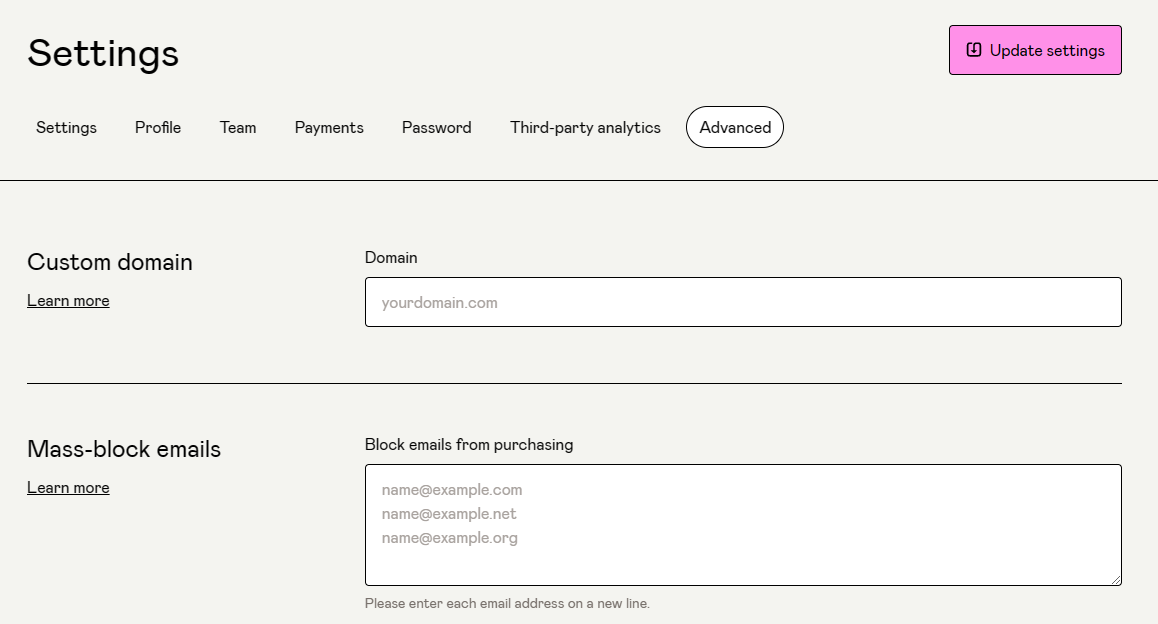 Settings
Update settings
Settings Profile Team Payments Password Third-party analytics Advanced
Custom domain
Learn more
Domain
yourdomain.com
Mass-block emails
Learn more
Block emails from purchasing
name@example.com
name@example.net
name@example.org
Please enter each email address on a new line.